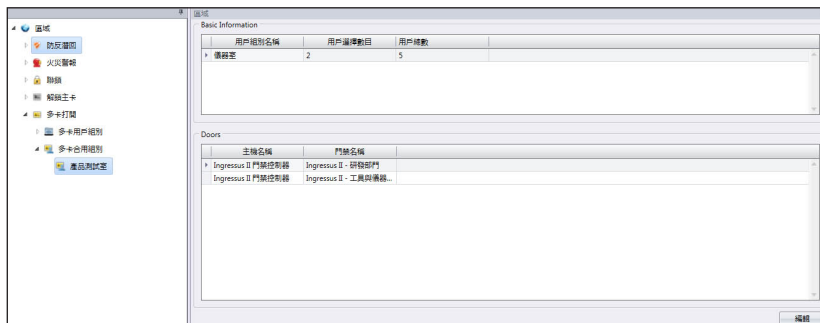 區域
防反潛回
火災警報
聯鎖
解鎖主卡
多卡打開
多卡用戶組別
多卡合用組別
產品測試室
區域
Basic Information
用戶組別名稱 用戶選擇數目 用戶總數
儀器室 2 5
Doors
主機名稱 門禁名稱
Ingressus II 門禁控制器 Ingressus II - 研發部門
Ingressus II 門禁控制器 Ingressus II - 工具與儀器...
編輯